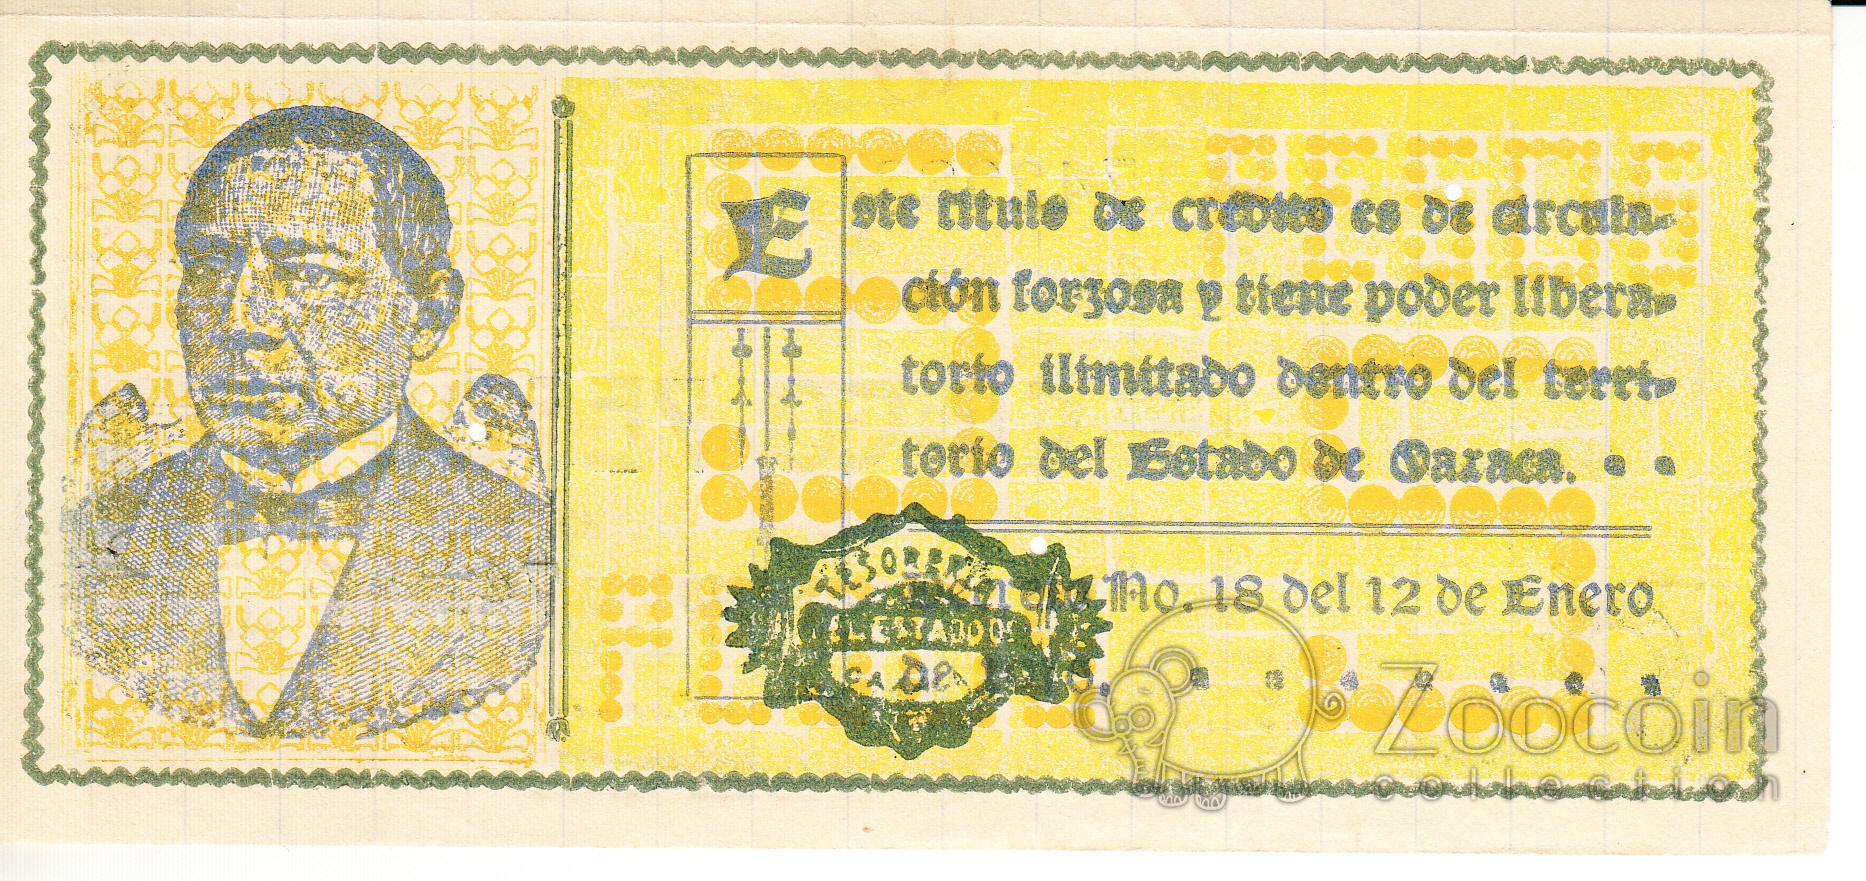 Este titulo de crédito es de circula-
ción forzosa y tiene poder libera-
torio ilimitado dentro del terri-
torio del Estado de Oaxaca. . .
No. 18 del 12 de Enero
TESORERIA
DEL ESTADO DE
Zoocoin
collection